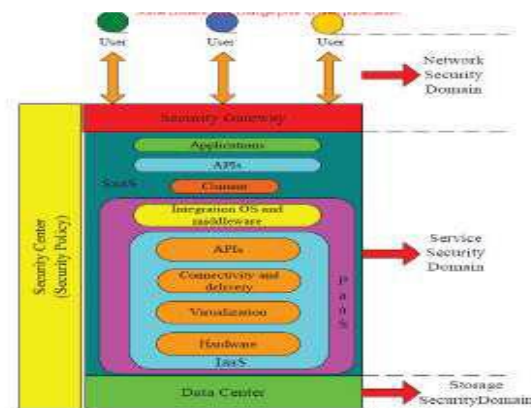 User
User
User
Network
Security
Domain
Security Gateway
Applications
APIs
SaaS
Content
Integration OS and
middleware
APIs
Connectivity and
delivery
Virtualization
Hardware
IaaS
PaaS
Security Center
(Security Policy)
Service
Security
Domain
Data Center
Storage
SecurityDomain